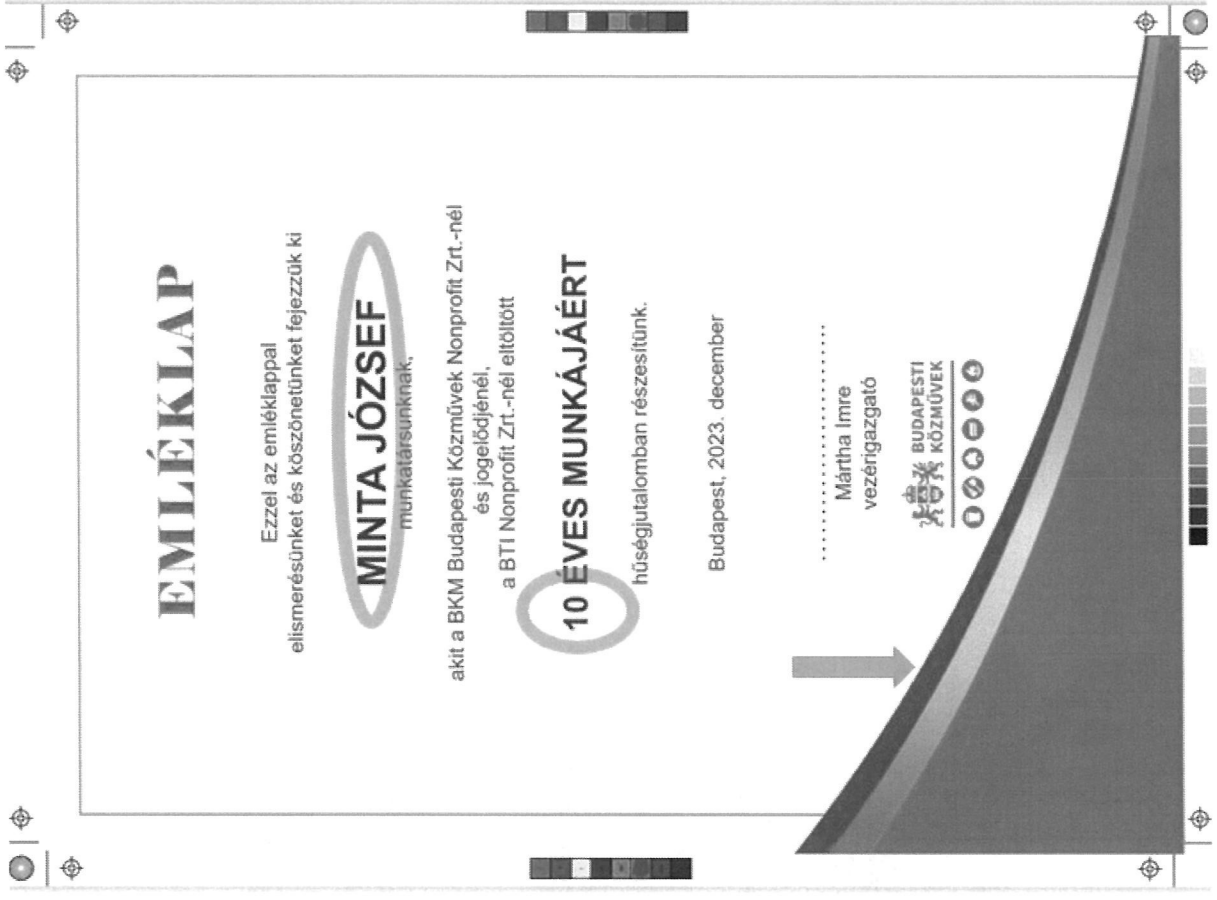 EMLÉKLAP
Ezzel az emléklappal
elismerésünket és köszönetünket fejezzük ki
MINTA JÓZSEF
munkatársunknak,
akit a BKM Budapesti Közművek Nonprofit Zrt.-nél
és jogelődjénél,
a BTI Nonprofit Zrt.-nél eltöltött
10 ÉVES MUNKÁJÁÉRT
hűségjutalomban részesítünk.
Budapest, 2023. december
Mártha Imre
vezérigazgató
BUDAPESTI
KÖZMŰVEK